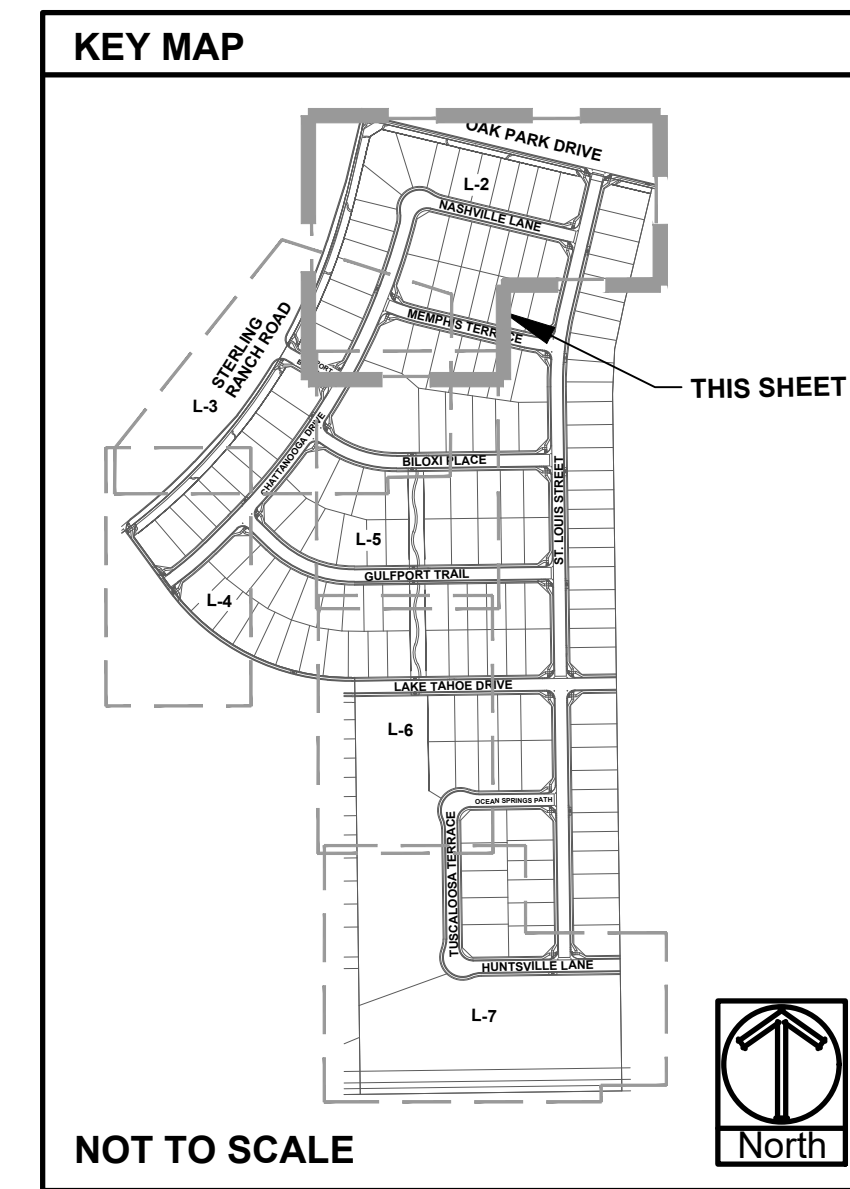 KEY MAP
OAK PARK DRIVE
L-2
NASHVILLE LANE
STERLING
RANCH ROAD
MEMPHIS TERRACE
THIS SHEET
L-3
CHATTANOOGA DRIVE
BILOXI PLACE
ST. LOUIS STREET
L-5
GULFPORT TRAIL
L-4
LAKE TAHOE DRIVE
L-6
OCEAN SPRINGS PATH
TUSCALOOSA TERRACE
HUNTSVILLE LANE
L-7
NOT TO SCALE
North